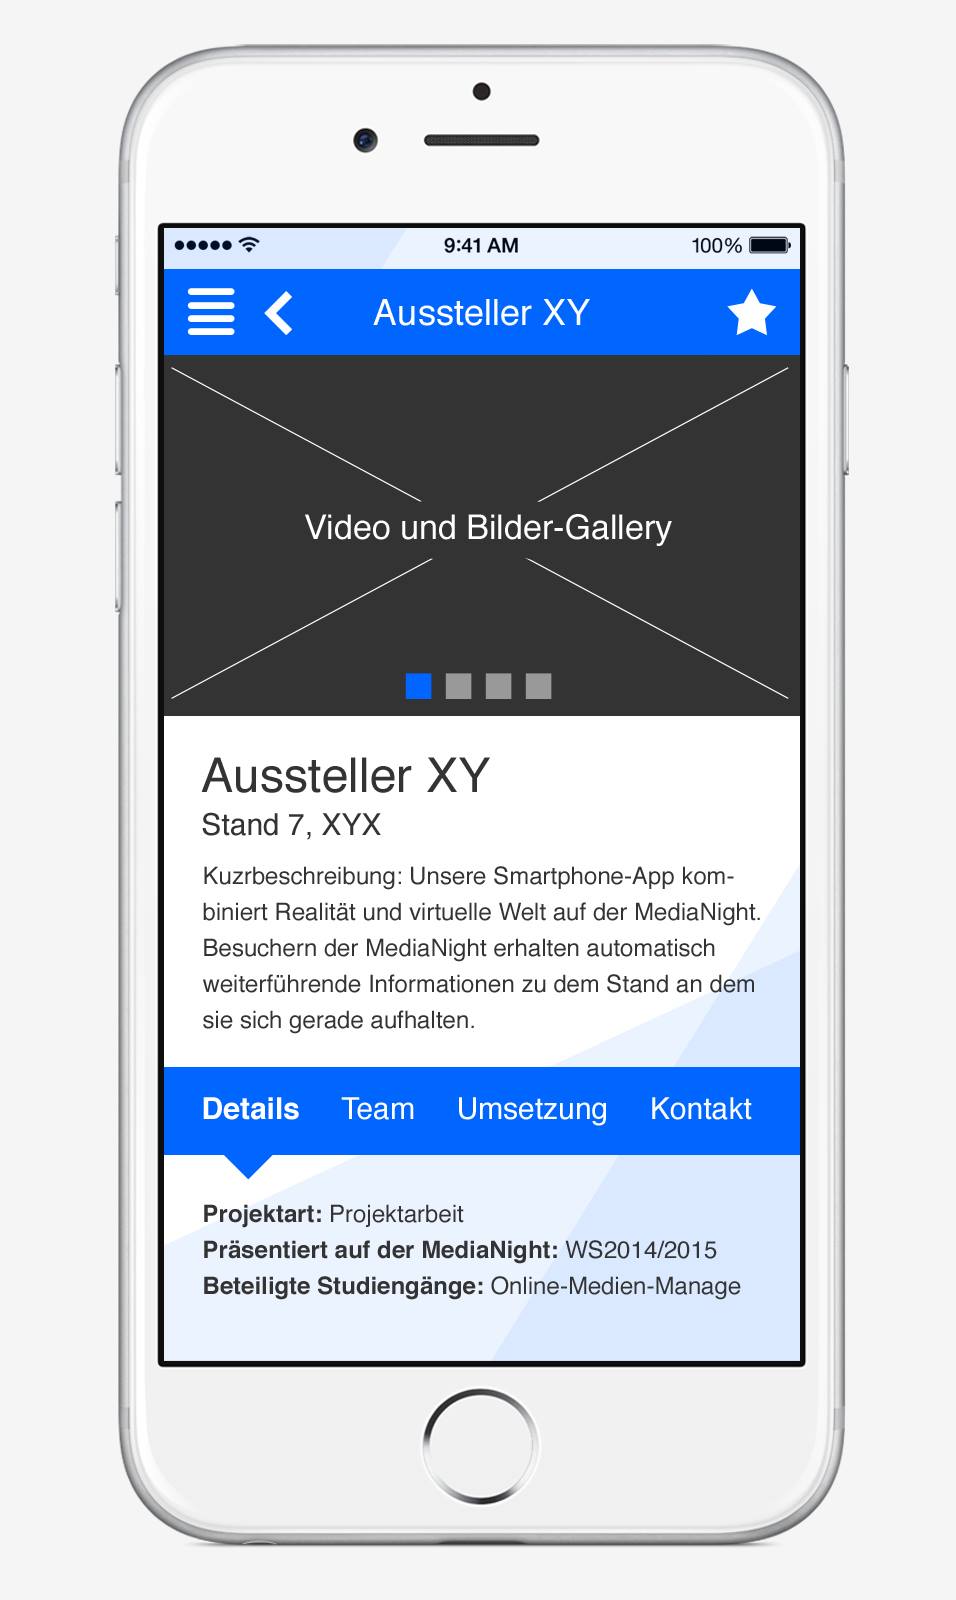 9:41 AM
100%
Aussteller XY
Video und Bilder-Gallery
Aussteller XY
Stand 7, XYX
Kuzrbeschreibung: Unsere Smartphone-App kom-
biniert Realität und virtuelle Welt auf der MediaNight.
Besuchern der MediaNight erhalten automatisch
weiterführende Informationen zu dem Stand an dem
sie sich gerade aufhalten.
Details Team Umsetzung Kontakt
Projektart: Projektarbeit
Präsentiert auf der MediaNight: WS2014/2015
Beteiligte Studiengänge: Online-Medien-Manage